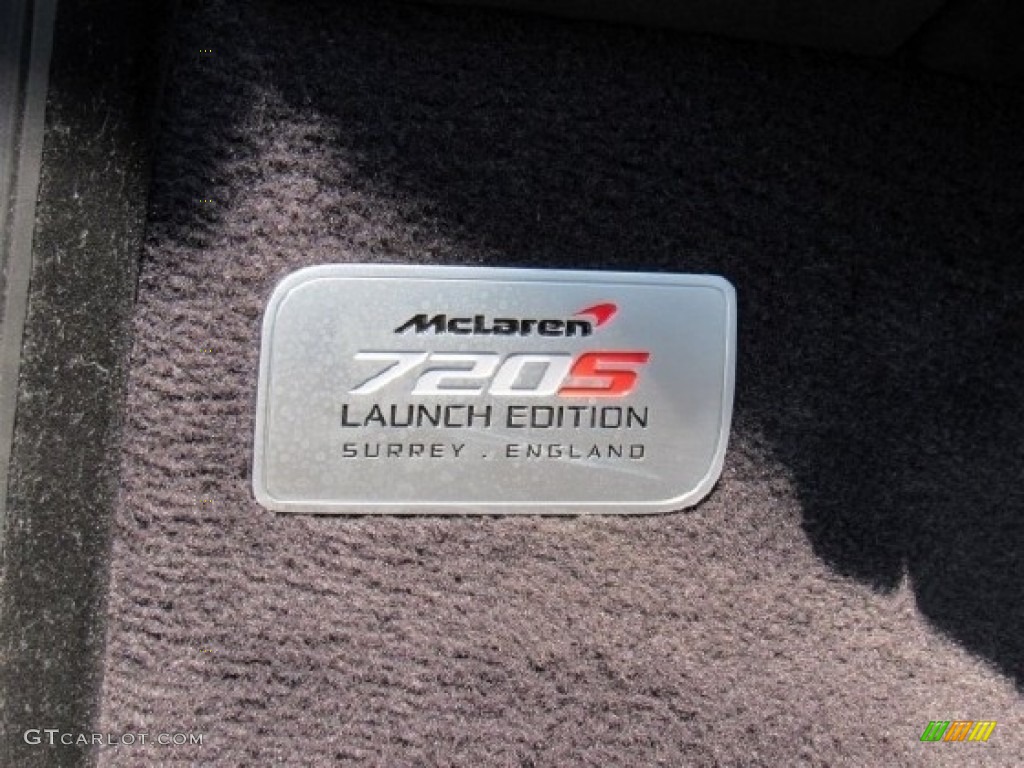 McLaren
720S
LAUNCH EDITION
SURREY . ENGLAND
GTCARLOT.COM